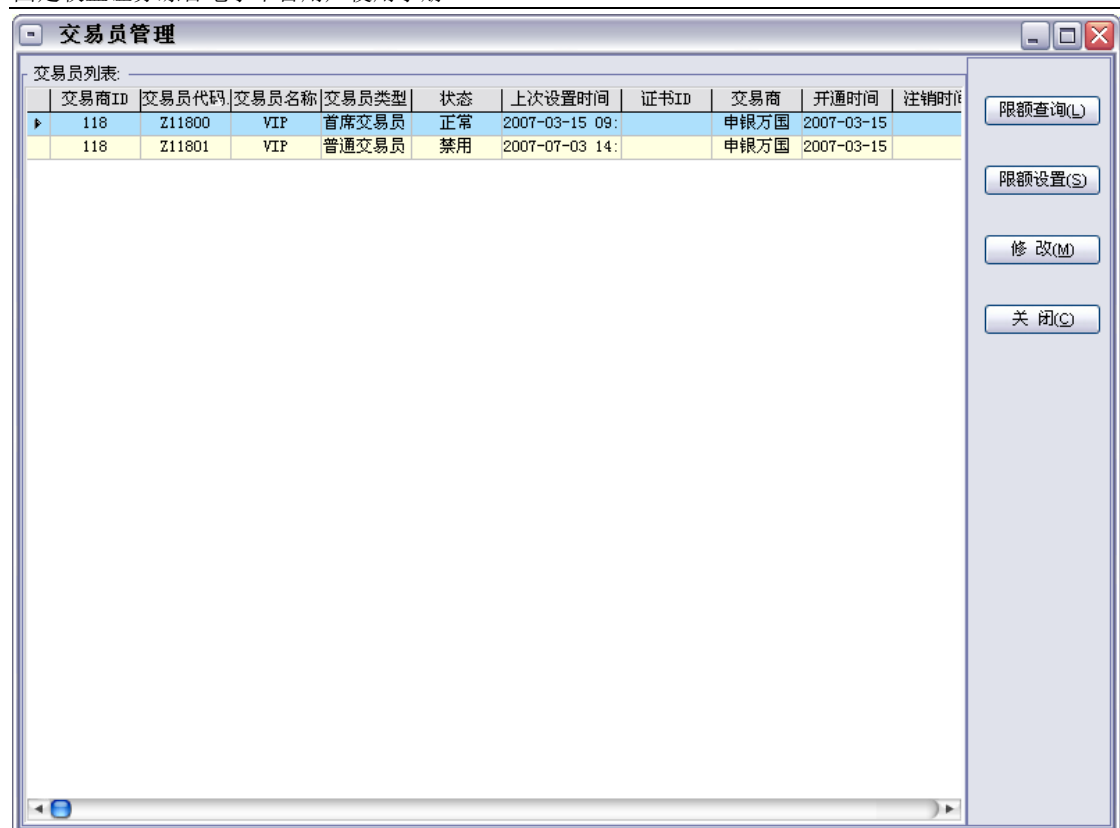 交易员管理
交易员列表:
交易商ID 交易员代码 交易员名称 交易员类型 状态 上次设置时间 证书ID 交易商 开通时间 注销时
118 Z11800 VIP 首席交易员 正常 2007-03-15 09: 申银万国 2007-03-15
118 Z11801 VIP 普通交易员 禁用 2007-07-03 14: 申银万国 2007-03-15
限额查询(L)
限额设置(S)
修 改(M)
关 闭(C)